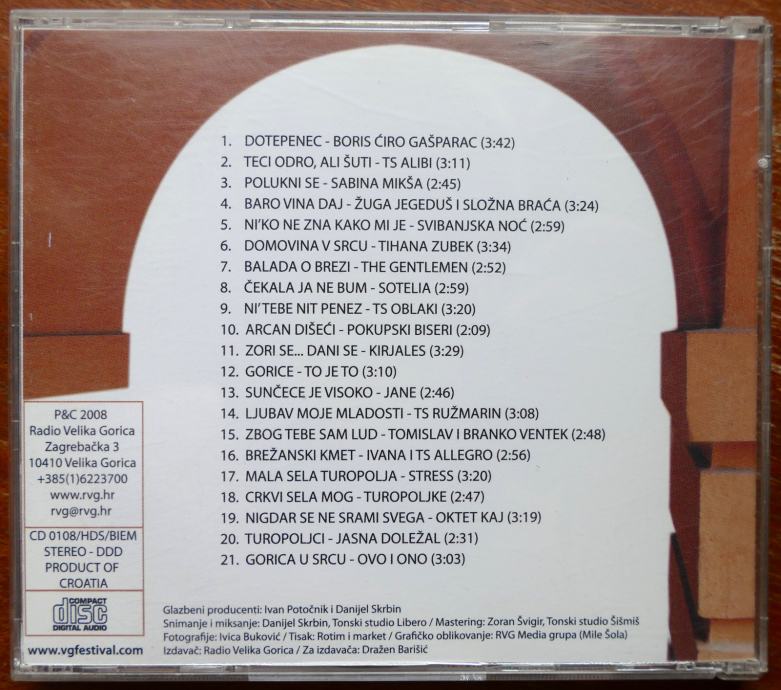 1. DOTEPENEC - BORIS ĆIRO GAŠPARAC (3:42)
2. TECI ODRO, ALI ŠUTI - TS ALIBI (3:11)
3. POLUKNI SE - SABINA MIKŠA (2:45)
4. BARO VINA DAJ - ŽUGA JEGEDUŠ I SLOŽNA BRAĆA (3:24)
5. NI'KO NE ZNA KAKO MI JE - SVIBANJSKA NOĆ (2:59)
6. DOMOVINA V SRCU - TIHANA ZUBEK (3:34)
7. BALADA O BREZI - THE GENTLEMEN (2:52)
8. ČEKALA JA NE BUM - SOTELIA (2:59)
9. NI'TEBE NIT PENEZ - TS OBLAKI (3:20)
10. ARCAN DIŠEĆI - POKUPSKI BISERI (2:09)
11. ZORI SE... DANI SE - KIRJALES (3:29)
12. GORICE - TO JE TO (3:10)
13. SUNČECE JE VISOKO - JANE (2:46)
14. LJUBAV MOJE MLADOSTI - TS RUŽMARIN (3:08)
15. ZBOG TEBE SAM LUD - TOMISLAV I BRANKO VENTEK (2:48)
16. BREŽANSKI KMET - IVANA I TS ALLEGRO (2:56)
17. MALA SELA TUROPOLJA - STRESS (3:20)
18. CRKVI SELA MOG - TUROPOLJKE (2:47)
19. NIGDAR SE NE SRAMI SVEGA - OKTET KAJ (3:19)
20. TUROPOLJCI - JASNA DOLEŽAL (2:31)
21. GORICA U SRCU - OVO I ONO (3:03)
P&C 2008
Radio Velika Gorica
Zagrebačka 3
10410 Velika Gorica
+385(1)6223700
www.rvg.hr
rvg@rvg.hr
CD 0108/HDS/BIEM
STEREO - DDD
PRODUCT OF
CROATIA
COMPACT
disc
DIGITAL AUDIO
www.vgfestival.com
Glazbeni producenti: Ivan Potočnik i Danijel Skrbin
Snimanje i miksanje: Danijel Skrbin, Tonski studio Libero / Mastering: Zoran Švigir, Tonski studio Šišmiš
Fotografije: Ivica Buković / Tisak: Rotim i market / Grafičko oblikovanje: RVG Media grupa (Mile Šola)
Izdavač: Radio Velika Gorica / Za izdavača: Dražen Barišić